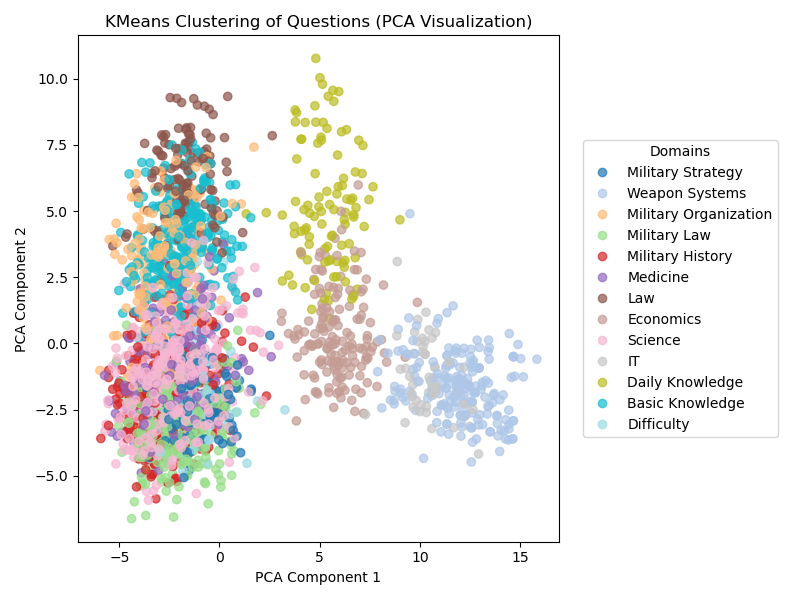 KMeans Clustering of Questions (PCA Visualization)
10.0
7.5
5.0
2.5
0.0
−2.5
−5.0
PCA Component 2
−5
0
5
10
15
PCA Component 1
Domains
Military Strategy
Weapon Systems
Military Organization
Military Law
Military History
Medicine
Law
Economics
Science
IT
Daily Knowledge
Basic Knowledge
Difficulty